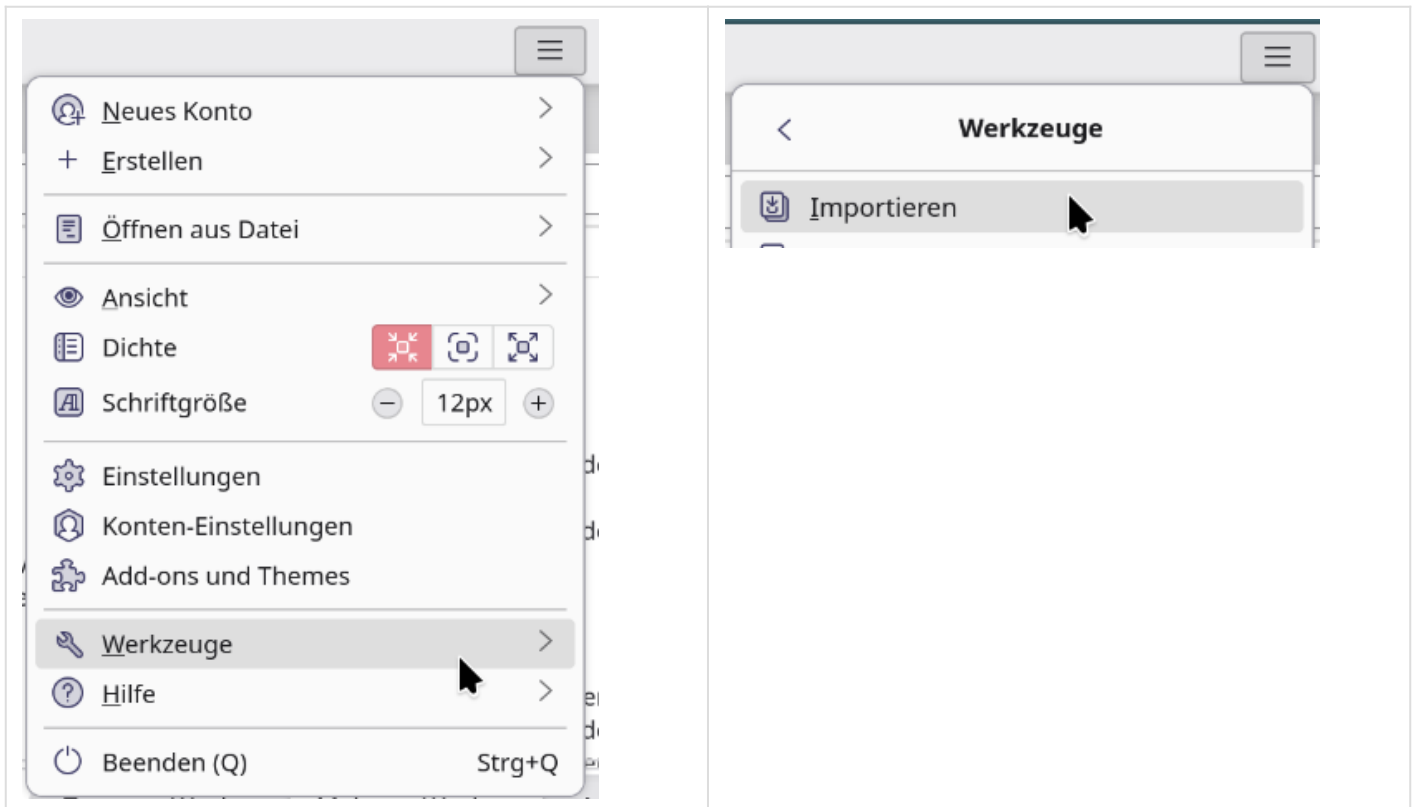 Neues Konto
Erstellen
Öffnen aus Datei
Ansicht
Dichte
Schriftgröße 12px
Einstellungen
Konten-Einstellungen
Add-ons und Themes
Werkzeuge
Hilfe
Beenden (Q) Strg+Q
Werkzeuge
Importieren